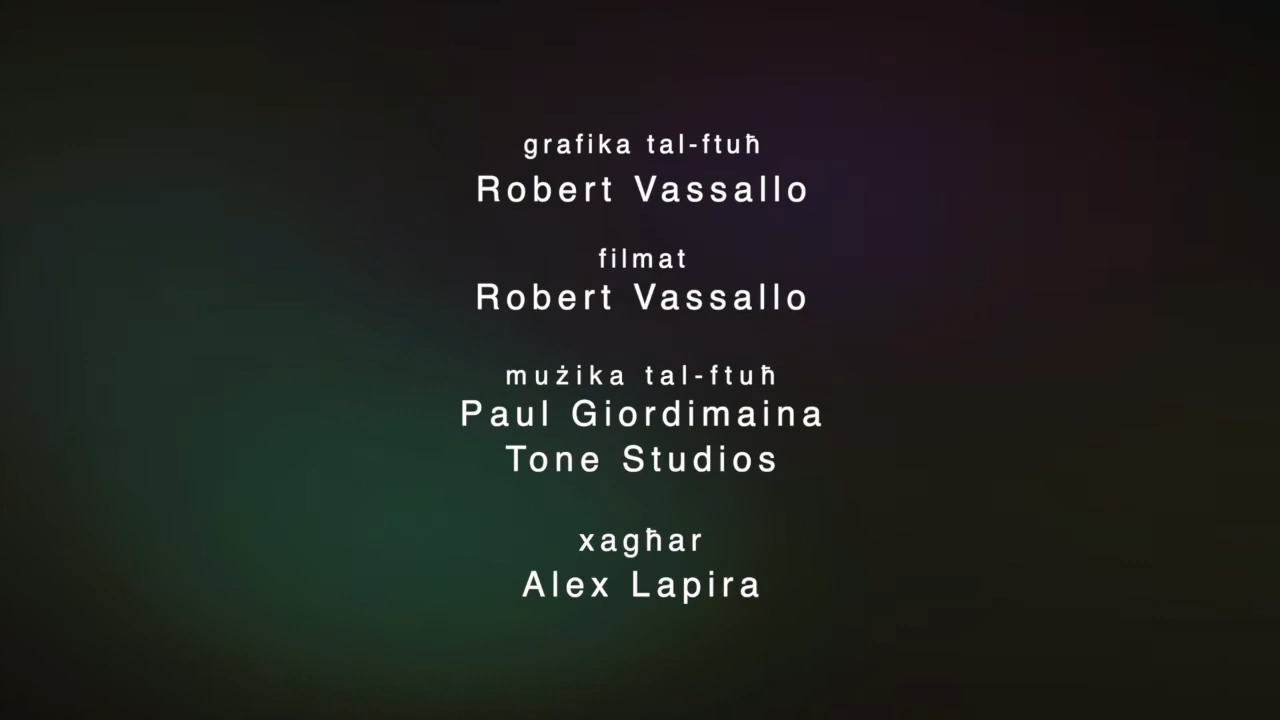 grafika tal-ftuħ
Robert Vassallo
filmat
Robert Vassallo
mużika tal-ftuħ
Paul Giordimaina
Tone Studios
xagħar
Alex Lapira